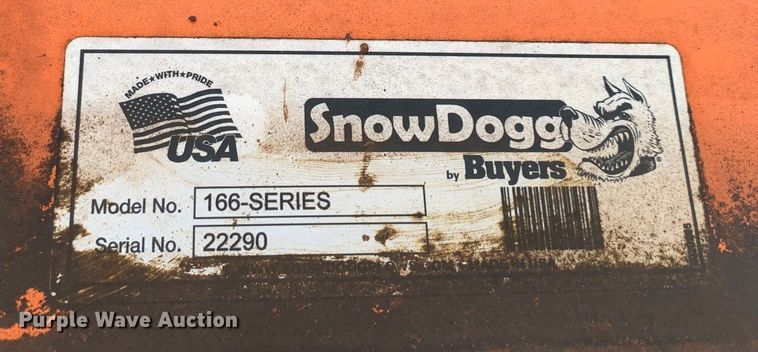 MADE★WITH★PRIDE
USA
SnowDogg
by Buyers
®
Model No. 166-SERIES
Serial No. 22290
Purple Wave Auction